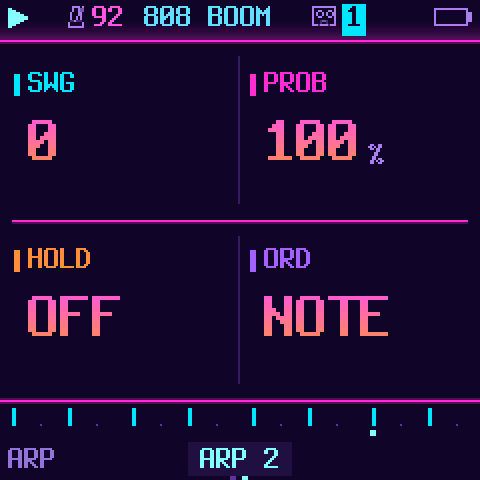 92 808 BOOM 1
SWG PROB
0 100 %
HOLD ORD
OFF NOTE
ARP ARP 2